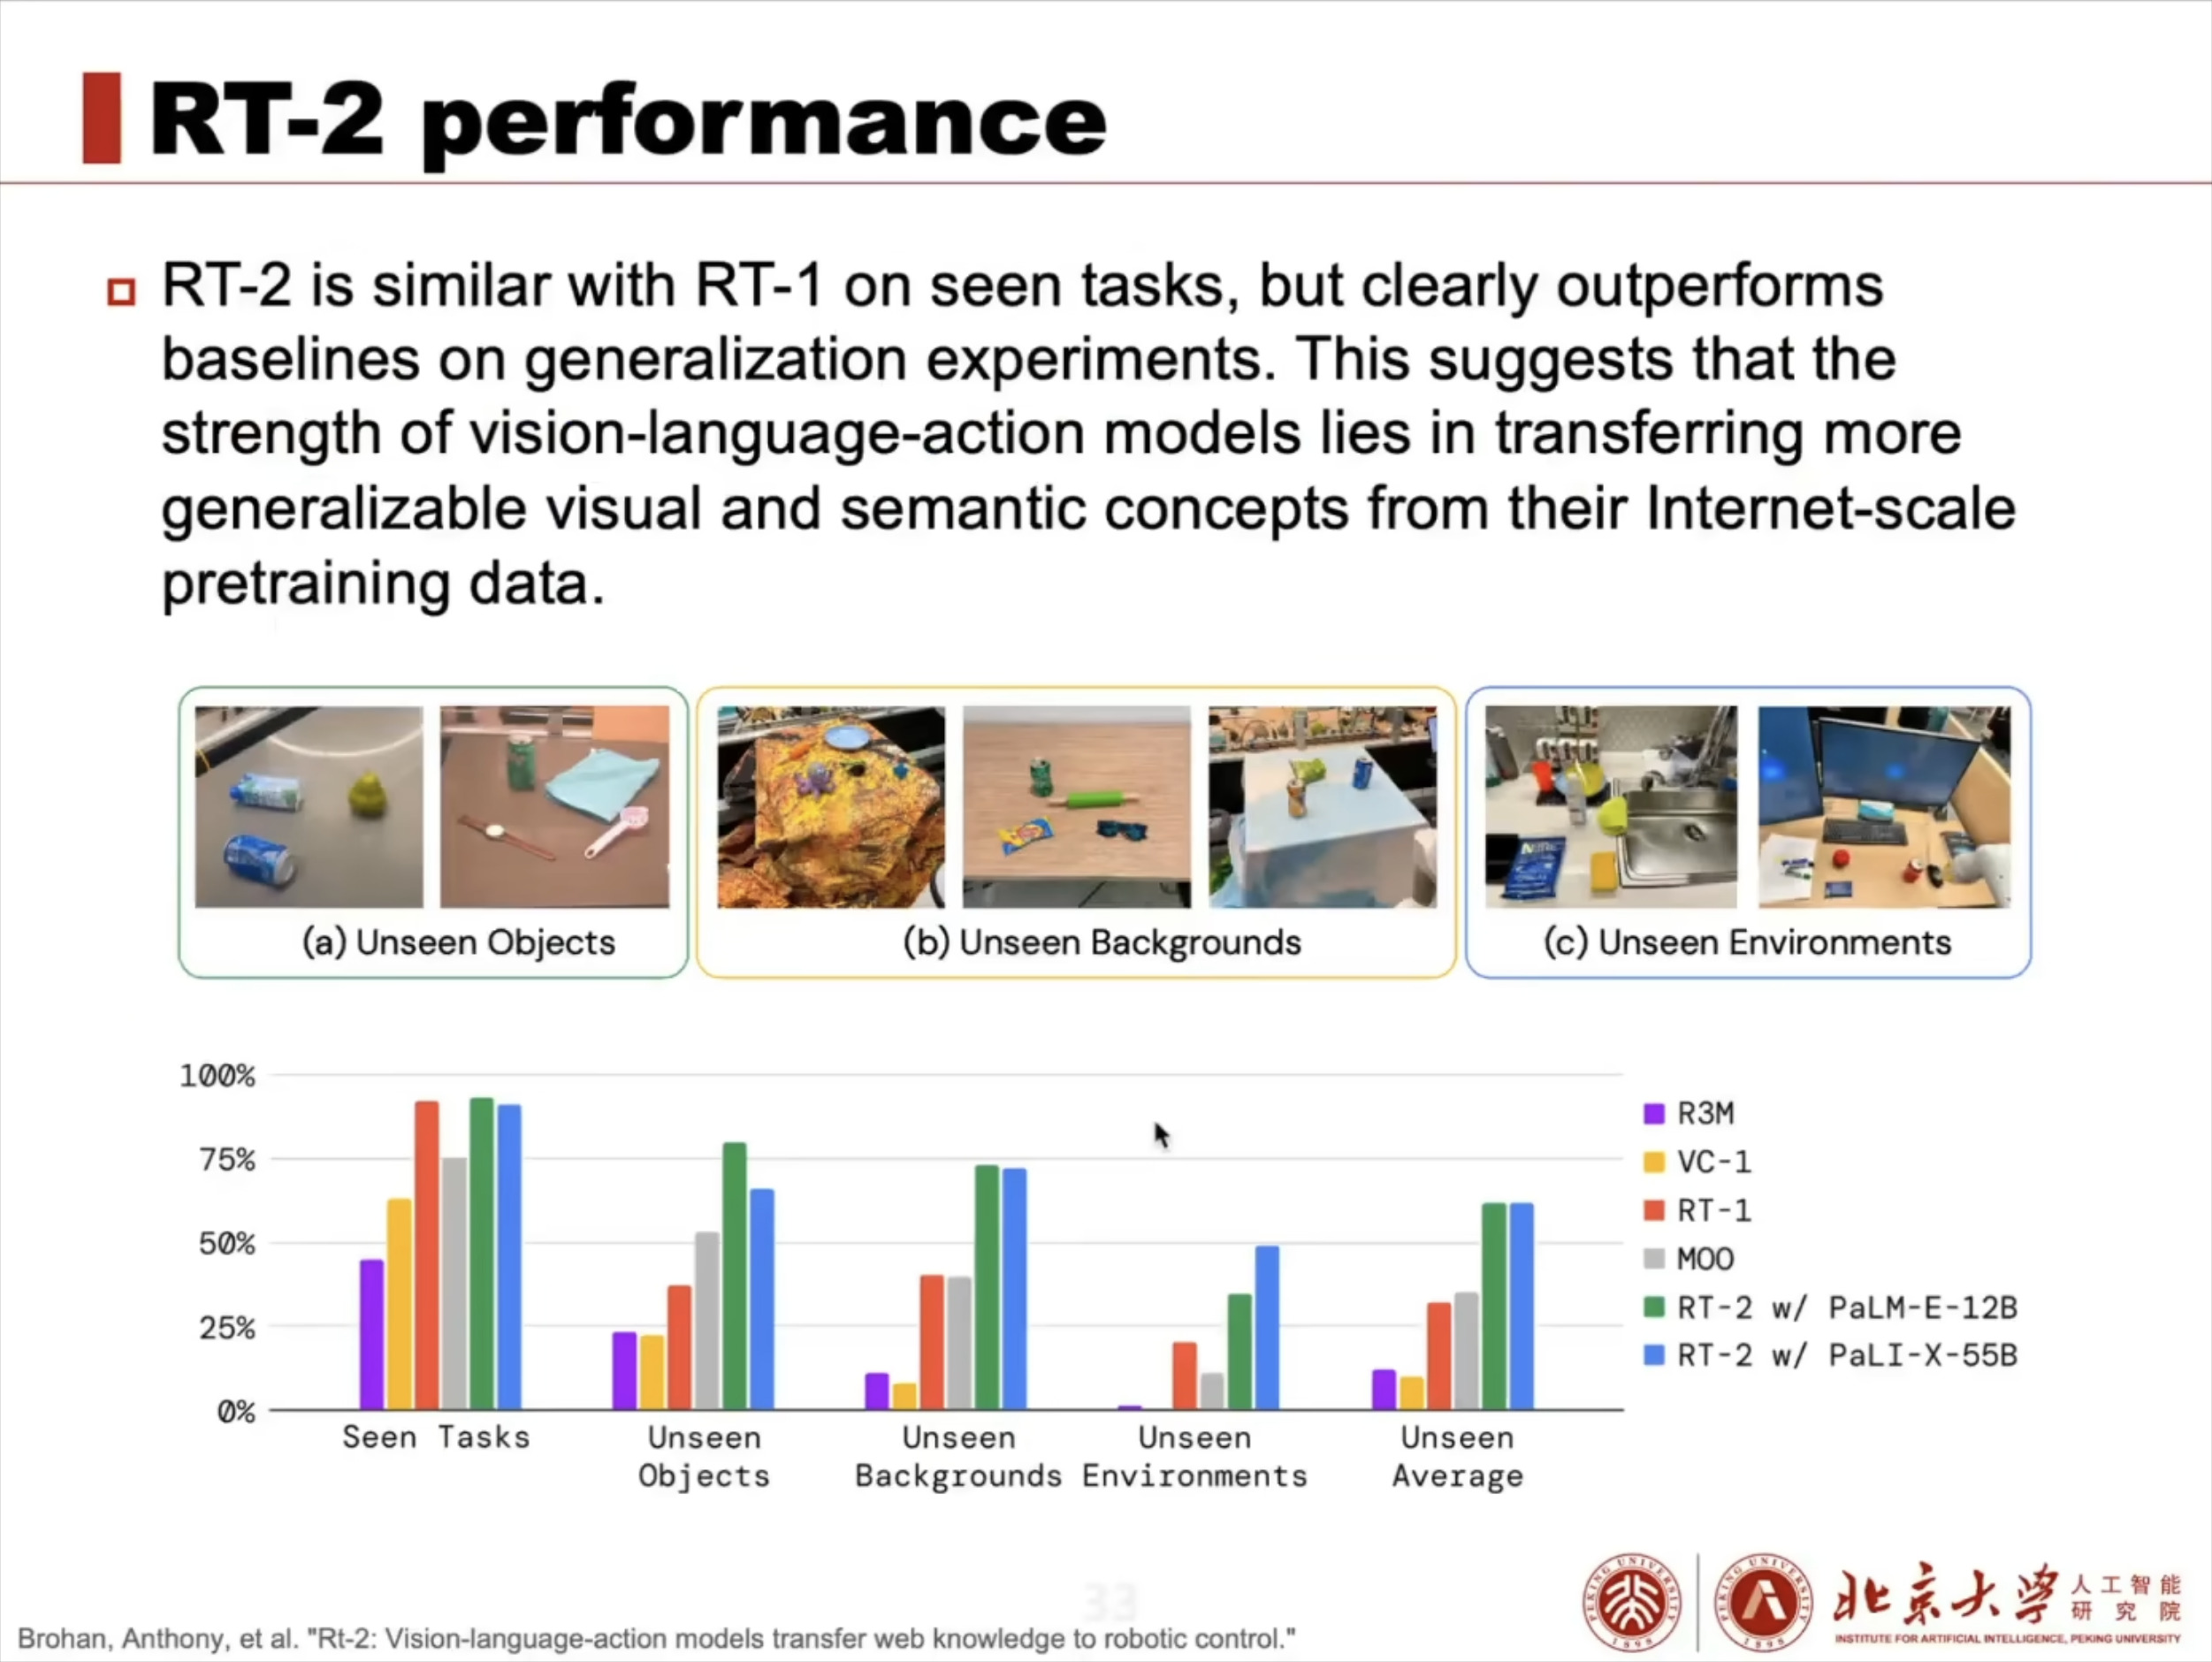 RT-2 performance
RT-2 is similar with RT-1 on seen tasks, but clearly outperforms
baselines on generalization experiments. This suggests that the
strength of vision-language-action models lies in transferring more
generalizable visual and semantic concepts from their Internet-scale
pretraining data.
(a) Unseen Objects
(b) Unseen Backgrounds
(c) Unseen Environments
100%
75%
50%
25%
0%
Seen Tasks
Unseen
Objects
Unseen
Backgrounds
Unseen
Environments
Unseen
Average
R3M
VC-1
RT-1
MOO
RT-2 w/ PaLM-E-12B
RT-2 w/ PaLI-X-55B
33
Brohan, Anthony, et al. "Rt-2: Vision-language-action models transfer web knowledge to robotic control."
PEKING UNIVERSITY
1898
PEKING UNIVERSITY
1898
北京大学
人工智能
研究院
INSTITUTE FOR ARTIFICIAL INTELLIGENCE, PEKING UNIVERSITY